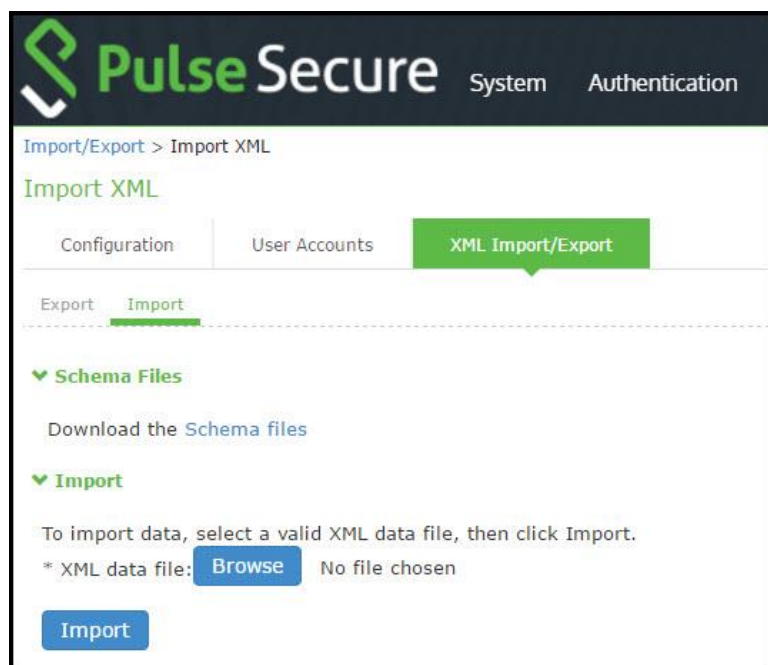 Pulse Secure System Authentication
Import/Export > Import XML
Import XML
Configuration User Accounts XML Import/Export
Export Import
Schema Files
Download the Schema files
Import
To import data, select a valid XML data file, then click Import.
* XML data file: Browse No file chosen
Import